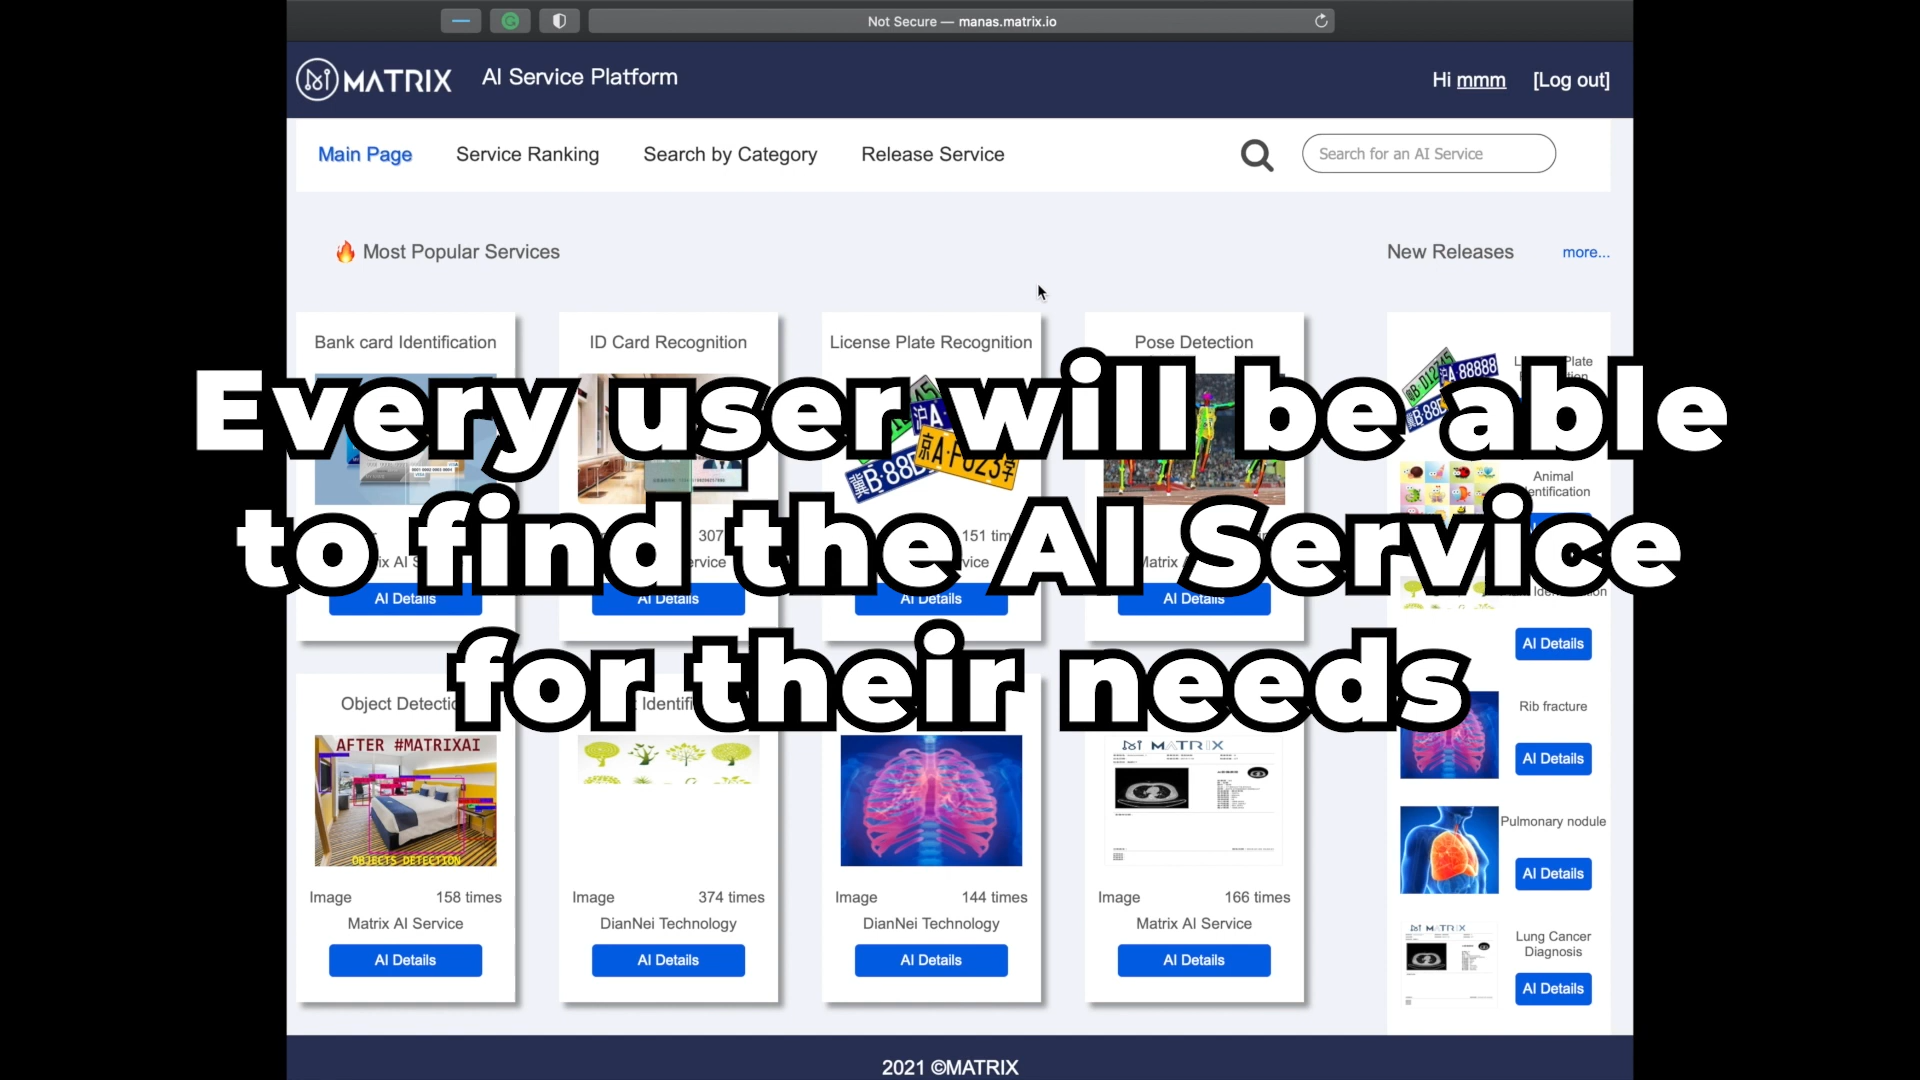 Not Secure — manas.matrix.io
MATRIX
AI Service Platform
Hi mmm
[Log out]
Main Page
Service Ranking
Search by Category
Release Service
Search for an AI Service
Most Popular Services
New Releases
more...
Bank card Identification
ID Card Recognition
License Plate Recognition
Pose Detection
Every user will be able
to find the AI Service
for their needs
307
151
AI Details
AI Details
AI Details
AI Details
Animal
AI Details
Object
AFTER #MATRIXAI
OBJECTS DETECTION
MATRIX
Image
158 times
Matrix AI Service
AI Details
Image
374 times
DianNei Technology
AI Details
Image
144 times
DianNei Technology
AI Details
Image
166 times
Matrix AI Service
AI Details
Rib fracture
AI Details
Pulmonary nodule
AI Details
MATRIX
Lung Cancer
Diagnosis
AI Details
2021 ©MATRIX